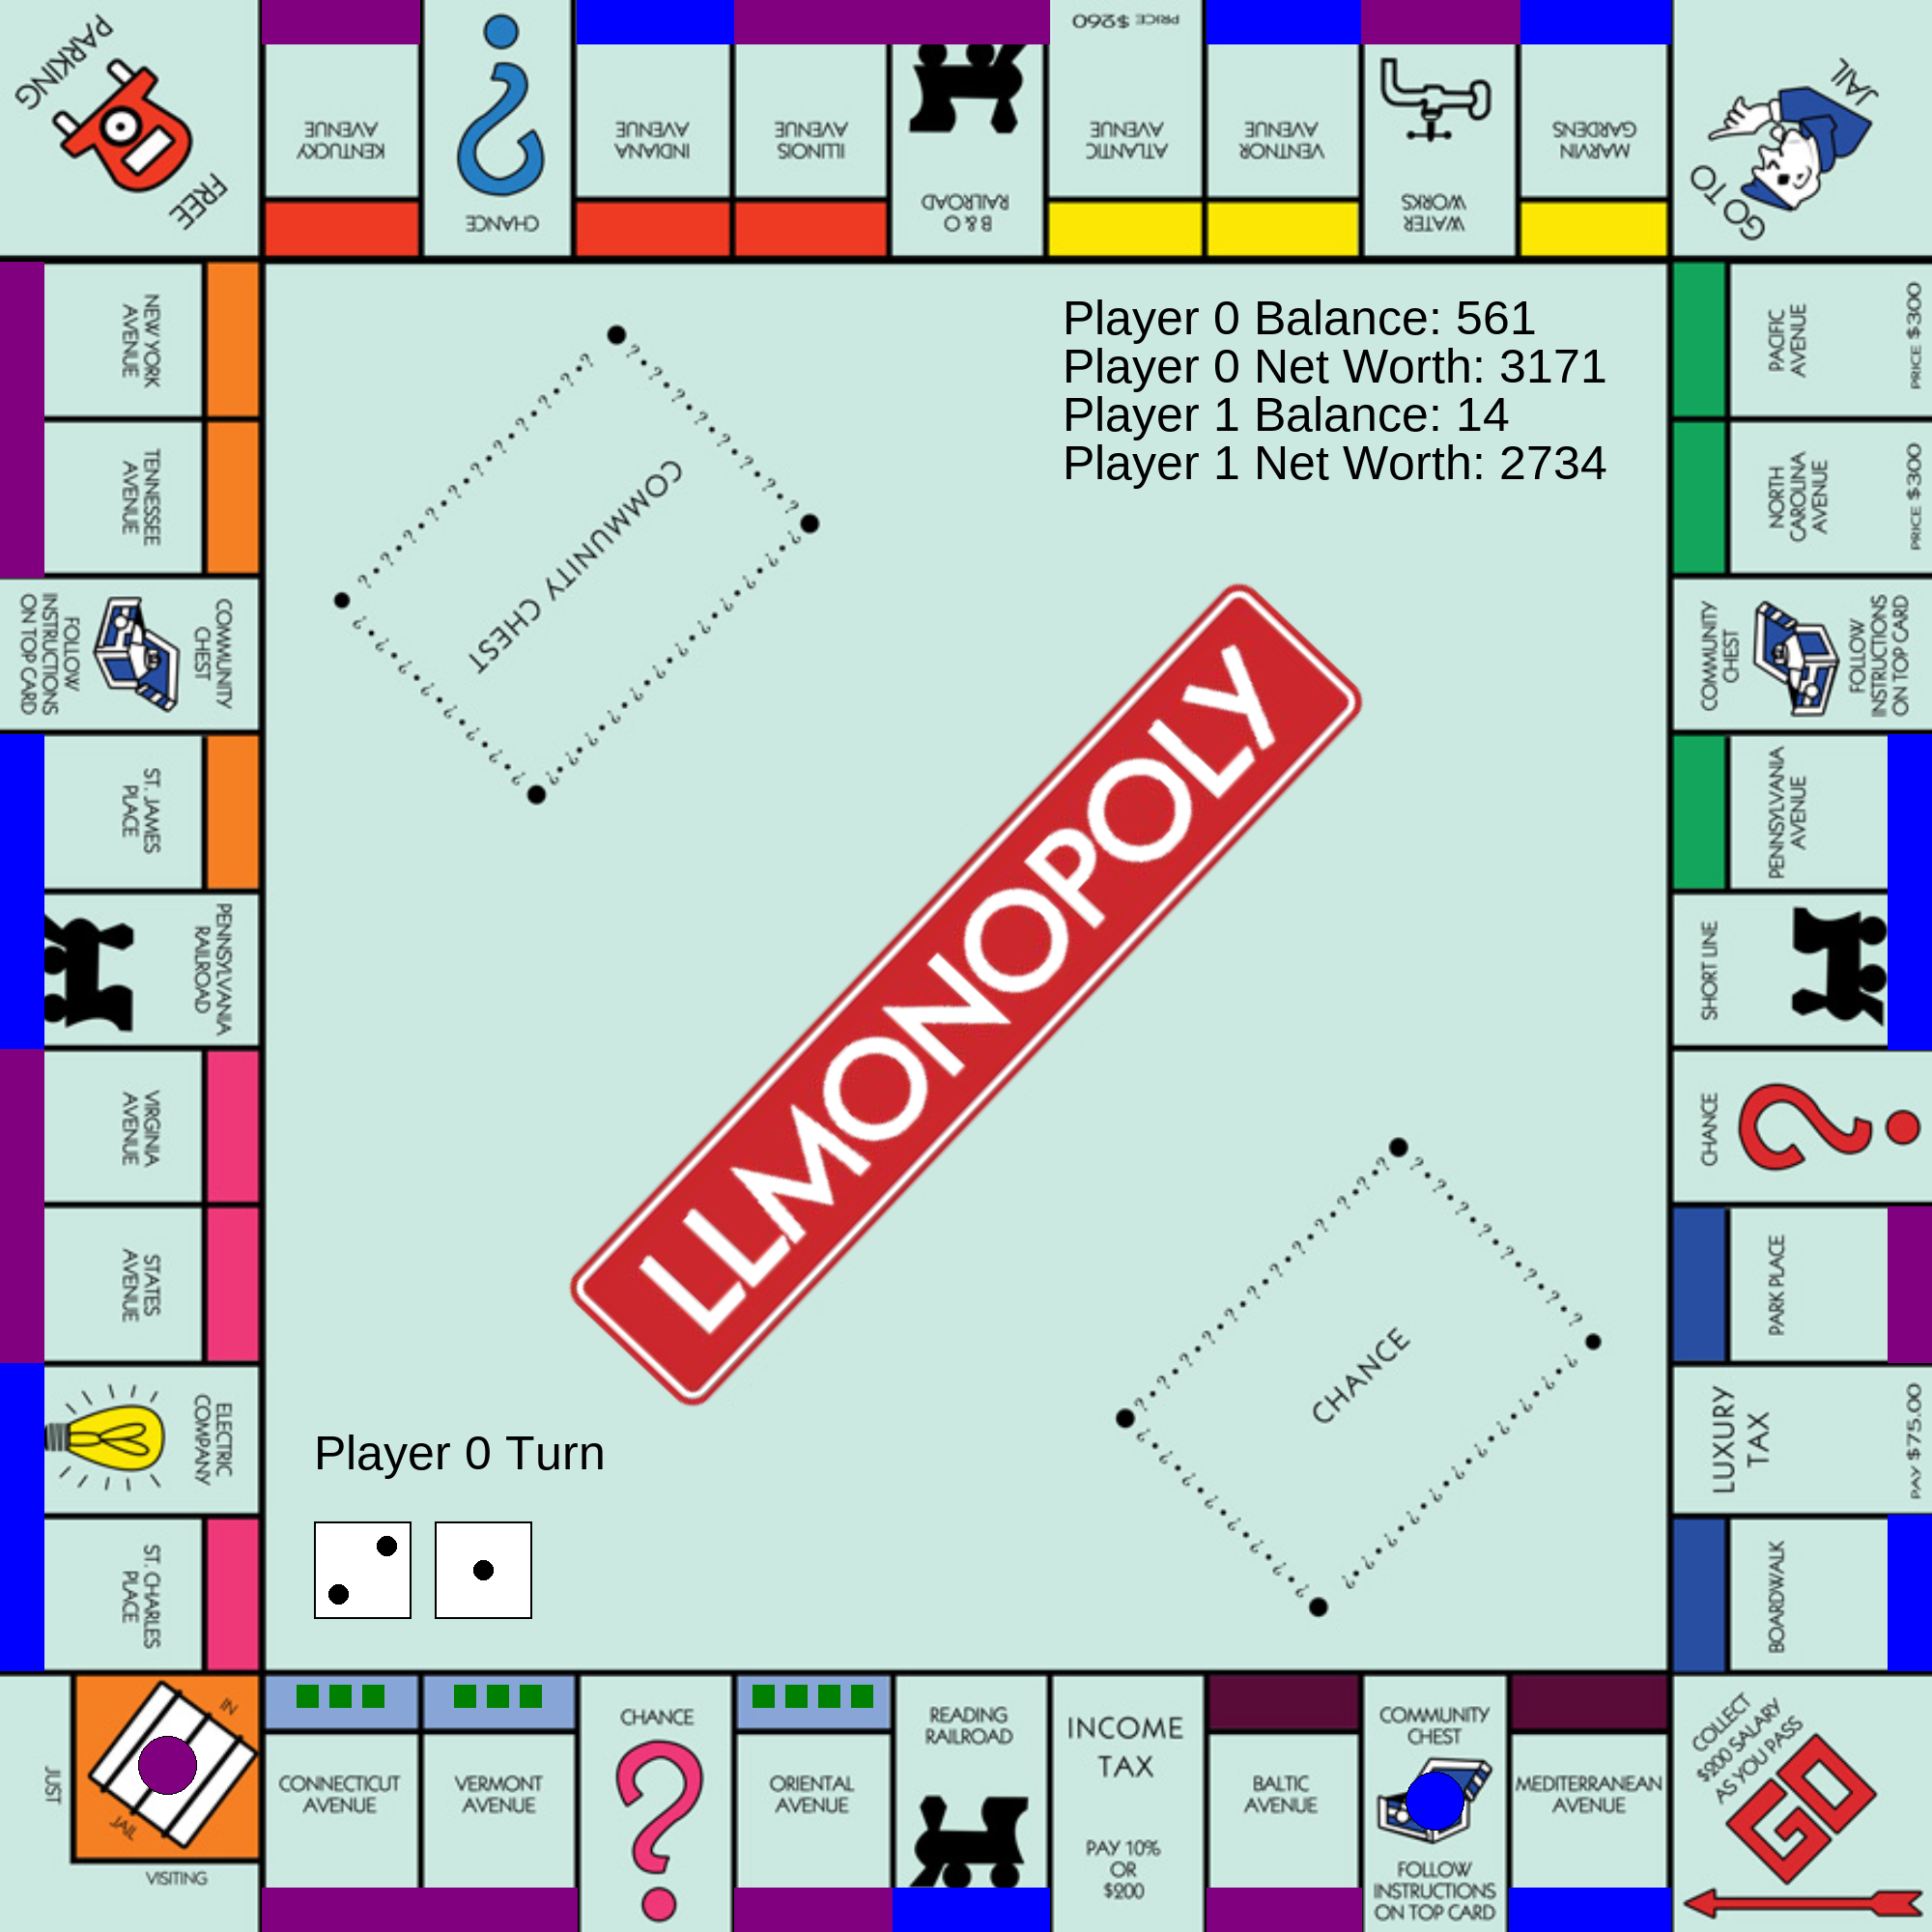 PARKING
FREE
KENTUCKY
AVENUE
CHANCE
INDIANA
AVENUE
ILLINOIS
AVENUE
B & O
RAILROAD
PRICE $260
ATLANTIC
AVENUE
VENTNOR
AVENUE
WATER
WORKS
MARVIN
GARDENS
GO TO
JAIL
NEW YORK
AVENUE
TENNESSEE
AVENUE
COMMUNITY
CHEST
FOLLOW
INSTRUCTIONS
ON TOP CARD
ST. JAMES
PLACE
PENNSYLVANIA
RAILROAD
VIRGINIA
AVENUE
STATES
AVENUE
ELECTRIC
COMPANY
ST. CHARLES
PLACE
Player 0 Balance: 561
Player 0 Net Worth: 3171
Player 1 Balance: 14
Player 1 Net Worth: 2734
COMMUNITY CHEST
LLMONOPOLY
CHANCE
Player 0 Turn
PACIFIC
AVENUE
PRICE $300
NORTH
CAROLINA
AVENUE
PRICE $300
COMMUNITY
CHEST
FOLLOW
INSTRUCTIONS
ON TOP CARD
PENNSYLVANIA
AVENUE
SHORT LINE
CHANCE
PARK PLACE
LUXURY
TAX
PAY $75.00
BOARDWALK
JUST
VISITING
IN
JAIL
CONNECTICUT
AVENUE
VERMONT
AVENUE
CHANCE
ORIENTAL
AVENUE
READING
RAILROAD
INCOME
TAX
PAY 10%
OR
$200
BALTIC
AVENUE
COMMUNITY
CHEST
FOLLOW
INSTRUCTIONS
ON TOP CARD
MEDITERRANEAN
AVENUE
COLLECT
$200 SALARY
AS YOU PASS
GO